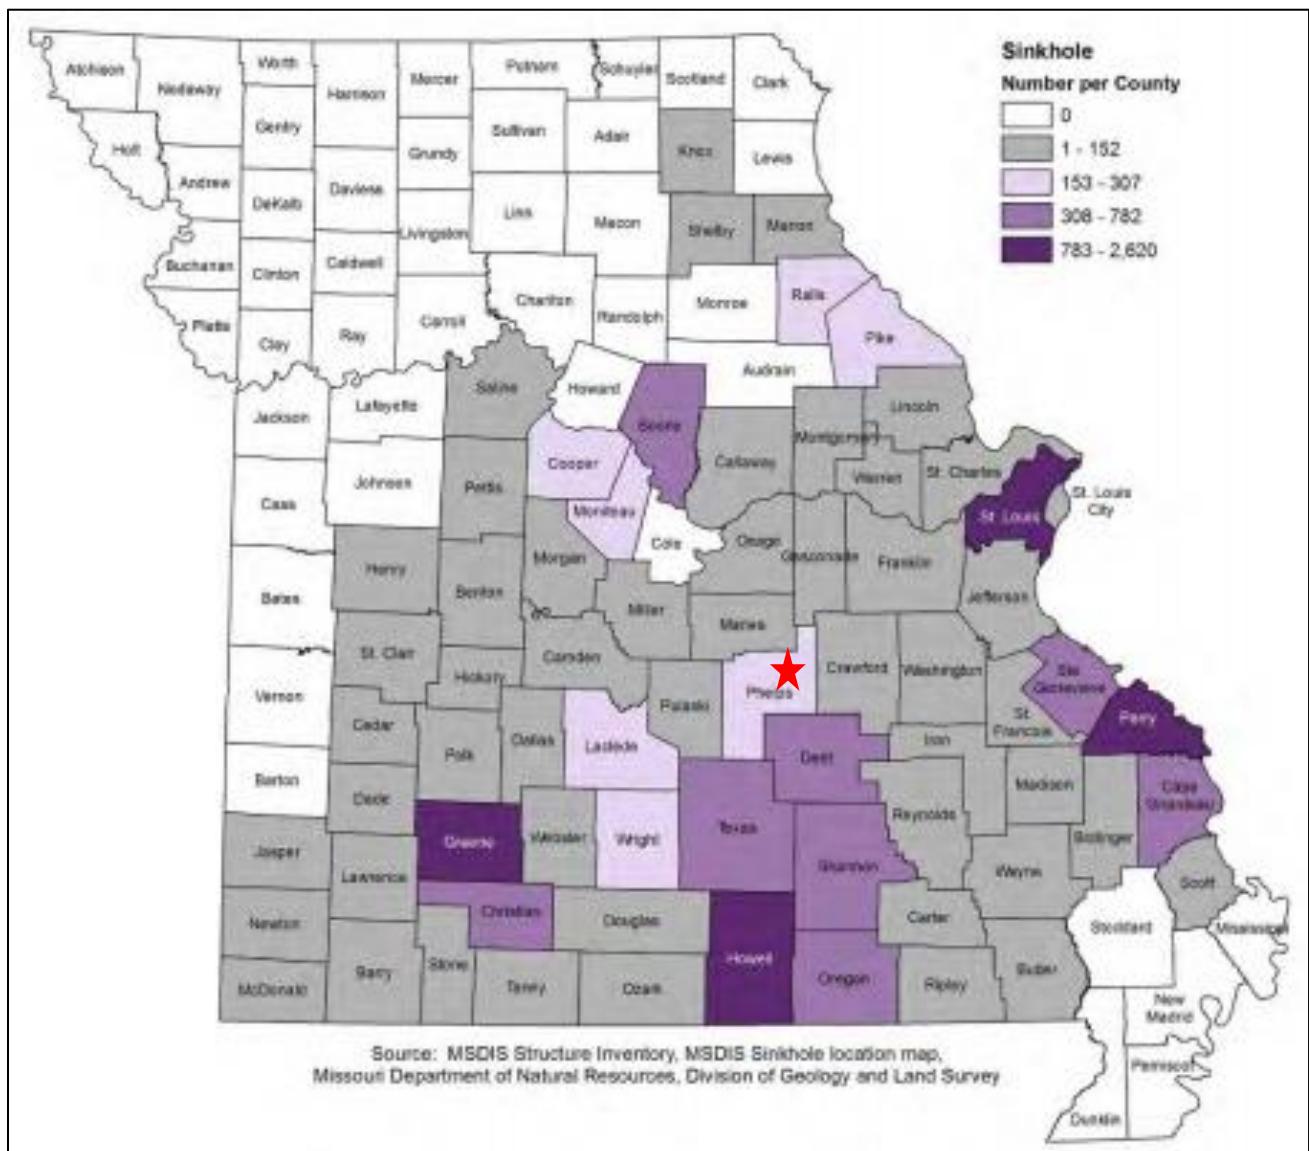 Sinkhole
Number per County
0
1 - 152
153 - 307
308 - 782
783 - 2,620
Atchison
Nodaway
Worth
Gentry
Harrison
Mercer
Putnam
Schuyler
Scotland
Clark
Holt
Andrew
DeKalb
Daviess
Grundy
Sullivan
Adair
Knox
Lewis
Buchanan
Clinton
Caldwell
Livingston
Linn
Macon
Shelby
Marion
Platte
Clay
Ray
Carroll
Chariton
Randolph
Monroe
Ralls
Pike
Jackson
Lafayette
Saline
Howard
Boone
Audrain
Lincoln
Cass
Johnson
Pettis
Cooper
Moniteau
Callaway
Montgomery
Warren
St. Charles
St. Louis
St. Louis
City
Bates
Henry
Benton
Morgan
Cole
Osage
Gasconade
Franklin
Jefferson
Vernon
St. Clair
Hickory
Camden
Miller
Maries
Phelps
Crawford
Washington
Ste
Genevieve
St.
Francois
Perry
Cedar
Polk
Dallas
Laclede
Pulaski
Dent
Iron
Madison
Cape
Girardeau
Barton
Dade
Greene
Webster
Wright
Texas
Shannon
Reynolds
Wayne
Bollinger
Scott
Jasper
Lawrence
Christian
Douglas
Howell
Carter
Stoddard
Mississippi
Newton
Barry
Stone
Taney
Ozark
Oregon
Ripley
Butler
New
Madrid
McDonald
Pemiscot
Dunklin
Source: MSDIS Structure Inventory, MSDIS Sinkhole location map,
Missouri Department of Natural Resources, Division of Geology and Land Survey